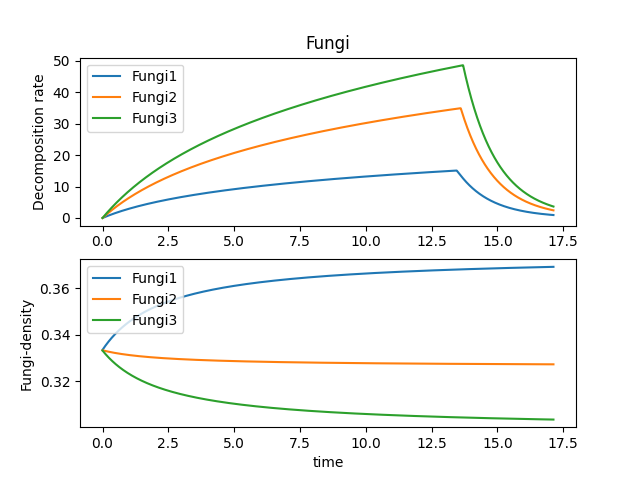 Fungi
Decomposition rate
50
40
30
20
10
0
Fungi1
Fungi2
Fungi3
0.0 2.5 5.0 7.5 10.0 12.5 15.0 17.5
Fungi-density
0.36
0.34
0.32
Fungi1
Fungi2
Fungi3
0.0 2.5 5.0 7.5 10.0 12.5 15.0 17.5
time